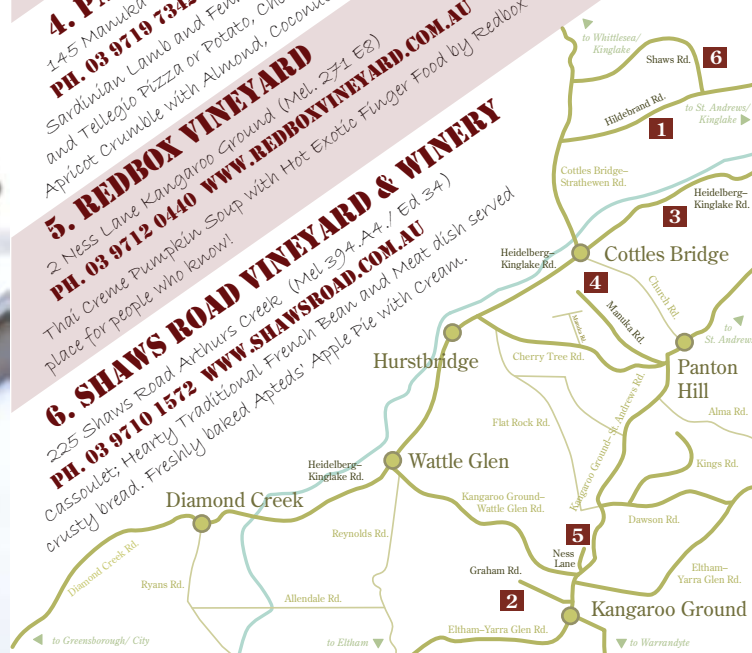 4.
145 Manuka
PH. 03 9719
Sardinian Lamb and
and Tellegio Pizza or Potato,
Apricot Crumble with Almond, Coconut
5. REDBOX VINEYARD
2 Ness Lane Kangaroo Ground (Mel. 271 E8)
PH. 03 9712 0440 WWW.REDBOXVINEYARD.COM.AU
Thai Creme Pumpkin Soup with Hot Exotic Finger Food by Redbox
place for people who know!
6. SHAWS ROAD VINEYARD & WINERY
225 Shaws Road Arthurs Creek (Mel 394.A4./ Ed 34)
PH. 03 9710 1572 WWW.SHAWSROAD.COM.AU
Cassoulet; Hearty Traditional French Bean and Meat dish served
crusty bread. Freshly baked Apteds' Apple Pie with Cream.
to Whittlesea/
Kinglake
Shaws Rd.
6
Hildebrand Rd.
to St. Andrews/
Kinglake
1
Cottles Bridge–
Strathewen Rd.
Heidelberg–
Kinglake Rd.
3
Heidelberg–
Kinglake Rd.
Cottles Bridge
4
Church Rd.
Manuka Rd.
to
St. Andrew
Hurstbridge
Cherry Tree Rd.
Panton
Hill
Flat Rock Rd.
Kangaroo Ground–St. Andrews Rd.
Alma Rd.
Heidelberg–
Kinglake Rd.
Wattle Glen
Kings Rd.
Diamond Creek
Kangaroo Ground–
Wattle Glen Rd.
Dawson Rd.
Reynolds Rd.
5
Ness
Lane
Diamond Creek Rd.
Ryans Rd.
Graham Rd.
Eltham–
Yarra Glen Rd.
Allendale Rd.
2
Kangaroo Ground
Eltham–Yarra Glen Rd.
to Greensborough/ City
to Eltham
to Warrandyte